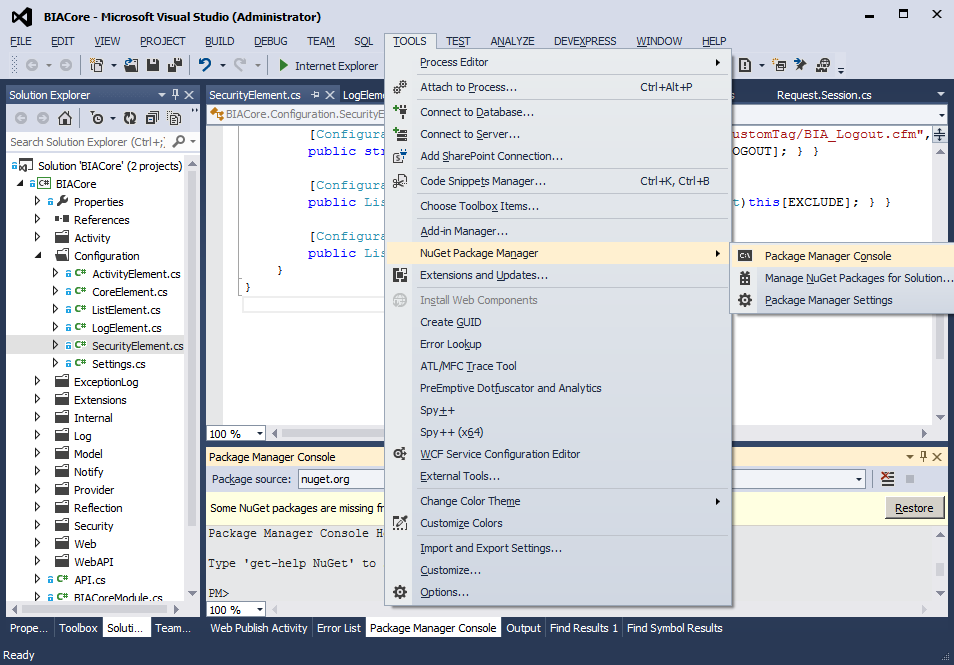 BIACore - Microsoft Visual Studio (Administrator)
FILE EDIT VIEW PROJECT BUILD DEBUG TEAM SQL TOOLS TEST ANALYZE DEVEXPRESS WINDOW HELP
Internet Explorer
Solution Explorer
Search Solution Explorer (Ctrl+;)
Solution 'BIACore' (2 projects)
BIACore
Properties
References
Activity
Configuration
ActivityElement.cs
CoreElement.cs
ListElement.cs
LogElement.cs
SecurityElement.cs
Settings.cs
ExceptionLog
Extensions
Internal
Log
Model
Notify
Provider
Reflection
Security
Web
WebAPI
API.cs
BIACoreModule.cs
Prope... Toolbox Soluti... Team...
SecurityElement.cs LogElem
Request.Session.cs
BIACore.Configuration.SecurityE
[Configura
ustomTag/BIA_Logout.cfm",
public str
OGOUT]; } }
[Configura
public Lis
t)this[EXCLUDE]; } }
[Configura
public Lis
}
}
100 %
Process Editor
Attach to Process... Ctrl+Alt+P
Connect to Database...
Connect to Server...
Add SharePoint Connection...
Code Snippets Manager... Ctrl+K, Ctrl+B
Choose Toolbox Items...
Add-in Manager...
NuGet Package Manager
Extensions and Updates...
Install Web Components
Create GUID
Error Lookup
ATL/MFC Trace Tool
PreEmptive Dotfuscator and Analytics
Spy++
Spy++ (x64)
WCF Service Configuration Editor
External Tools...
Change Color Theme
Customize Colors
Import and Export Settings...
Customize...
Options...
Package Manager Console
Manage NuGet Packages for Solution...
Package Manager Settings
Package Manager Console
Package source: nuget.org
Some NuGet packages are missing fr
Restore
Package Manager Console H
Type 'get-help NuGet' to
PM>
100 %
Web Publish Activity Error List Package Manager Console Output Find Results 1 Find Symbol Results
Ready